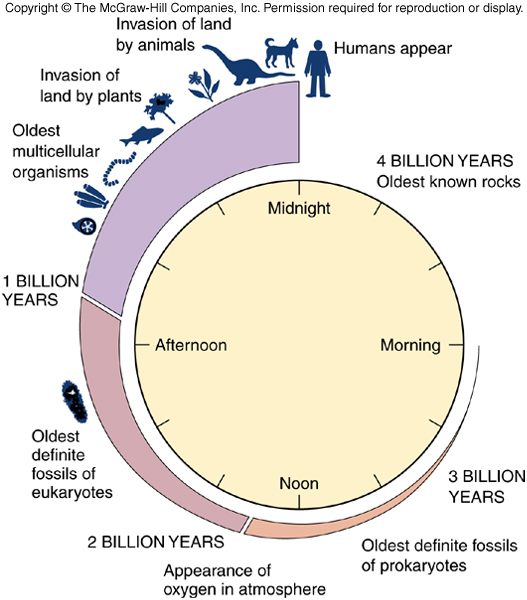 Copyright © The McGraw-Hill Companies, Inc. Permission required for reproduction or display.
Invasion of land
by animals
Humans appear
Invasion of
land by plants
Oldest
multicellular
organisms
4 BILLION YEARS
Oldest known rocks
Midnight
1 BILLION
YEARS
Afternoon
Morning
Oldest
definite
fossils of
eukaryotes
Noon
3 BILLION
YEARS
2 BILLION YEARS
Oldest definite fossils
of prokaryotes
Appearance of
oxygen in atmosphere